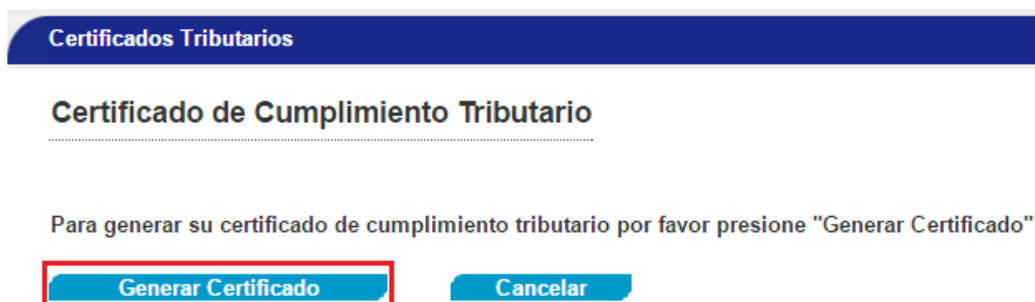 Certificados Tributarios
Certificado de Cumplimiento Tributario
Para generar su certificado de cumplimiento tributario por favor presione "Generar Certificado"
Generar Certificado Cancelar